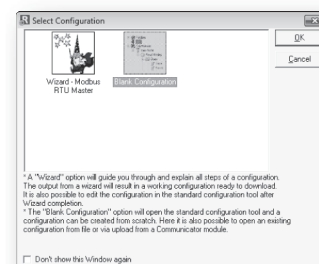 Select Configuration
OK
Cancel
Wizard - Modbus
RTU Master
Blank Configuration
* A "Wizard" option will guide you through and explain all steps of a configuration.
The output from a wizard will result in a working configuration ready to download.
It is also possible to edit the configuration in the standard configuration tool after
Wizard completion.
* The "Blank Configuration" option will open the standard configuration tool and a
configuration can be created from scratch. Here it is also possible to open an existing
configuration from file or via upload from a Communicator module.
Don't show this Window again